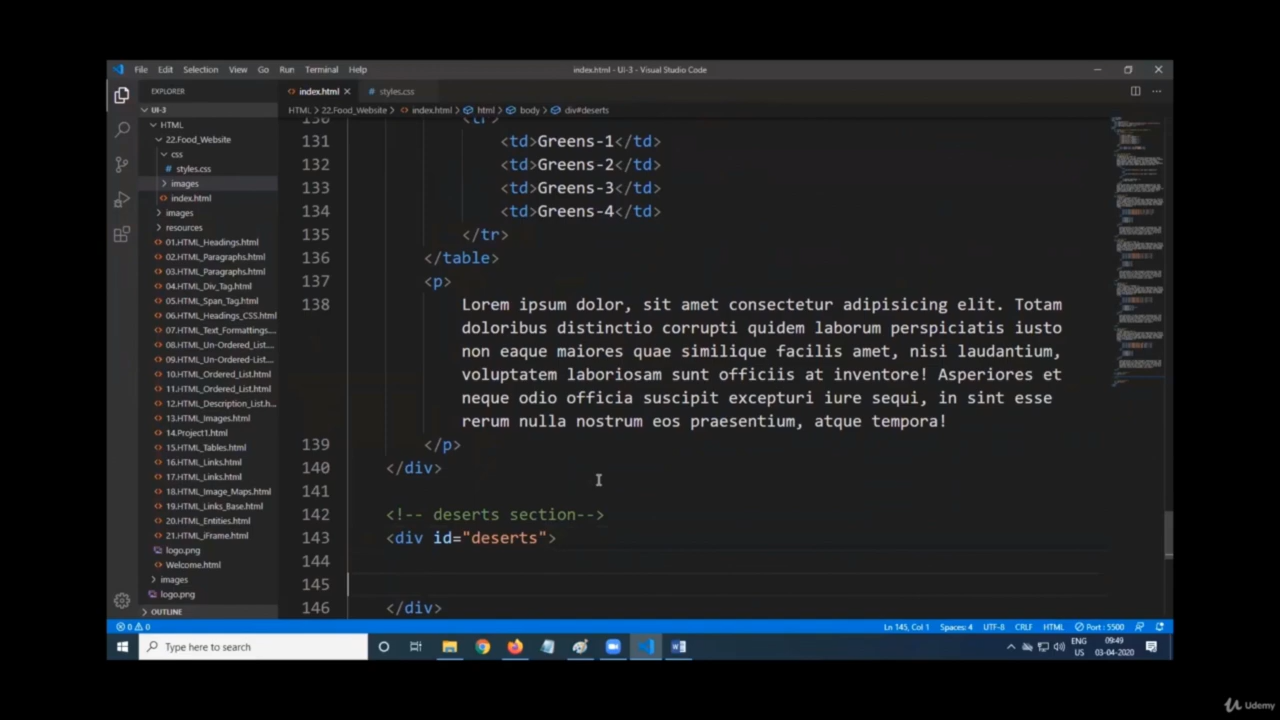 File Edit Selection View Go Run Terminal Help
index.html - UI-3 - Visual Studio Code
EXPLORER
index.html
styles.css
UI-3
HTML > 22.Food_Website > index.html > html > body > div#deserts
HTML
22.Food_Website
css
styles.css
images
index.html
images
resources
01.HTML_Headings.html
02.HTML_Paragraphs.html
03.HTML_Paragraphs.html
04.HTML_Div_Tag.html
05.HTML_Span_Tag.html
06.HTML_Headings_CSS.html
07.HTML_Text_Formattings....
08.HTML_Un-Ordered_List....
09.HTML_Un-Ordered-List....
10.HTML_Ordered_List.html
11.HTML_Ordered_List.html
12.HTML_Description_List.h...
13.HTML_Images.html
14.Project1.html
15.HTML_Tables.html
16.HTML_Links.html
17.HTML_Links.html
18.HTML_Image_Maps.html
19.HTML_Links_Base.html
20.HTML_Entities.html
21.HTML_iFrame.html
logo.png
Welcome.html
images
logo.png
OUTLINE
130 <tr>
131 <td>Greens-1</td>
132 <td>Greens-2</td>
133 <td>Greens-3</td>
134 <td>Greens-4</td>
135 </tr>
136 </table>
137 <p>
138 Lorem ipsum dolor, sit amet consectetur adipisicing elit. Totam
doloribus distinctio corrupti quidem laborum perspiciatis iusto
non eaque maiores quae similique facilis amet, nisi laudantium,
voluptatem laboriosam sunt officiis at inventore! Asperiores et
neque odio officia suscipit excepturi iure sequi, in sint esse
rerum nulla nostrum eos praesentium, atque tempora!
139 </p>
140 </div>
141
142 <!-- deserts section-->
143 <div id="deserts">
144
145
146 </div>
0 0
Ln 145, Col 1 Spaces: 4 UTF-8 CRLF HTML Port : 5500
Type here to search
ENG
US
09:49
03-04-2020
Udemy